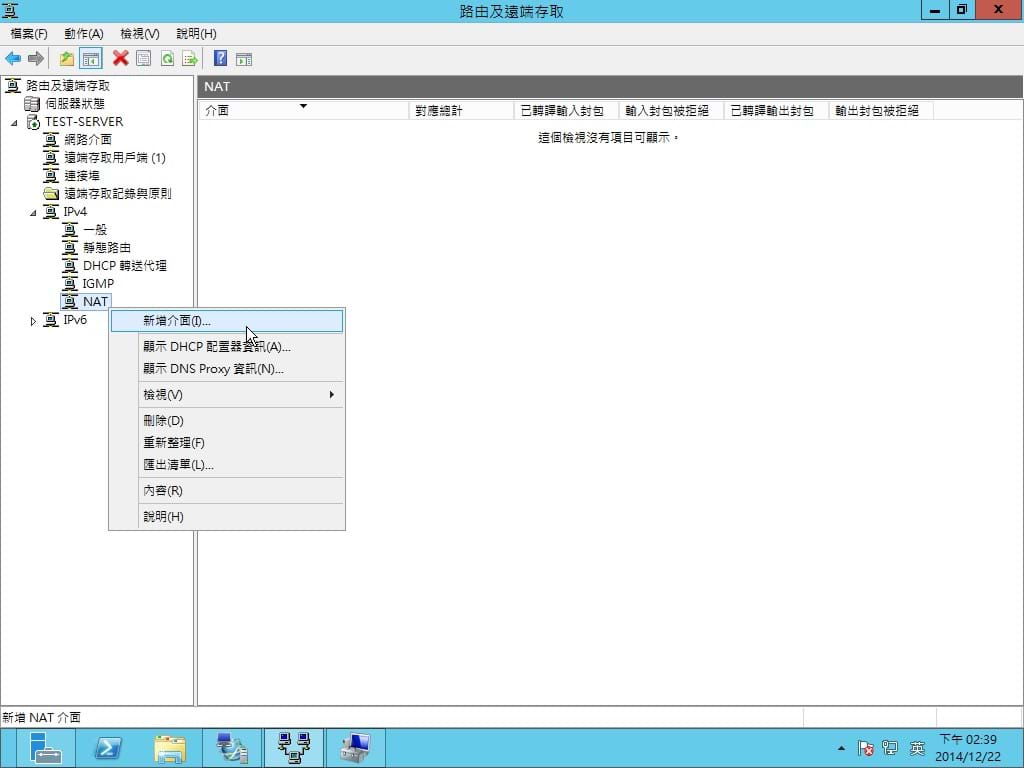 路由及遠端存取
檔案(F) 動作(A) 檢視(V) 說明(H)
路由及遠端存取
伺服器狀態
TEST-SERVER
網路介面
遠端存取用戶端 (1)
連接埠
遠端存取記錄與原則
IPv4
一般
靜態路由
DHCP 轉送代理
IGMP
NAT
IPv6
NAT
介面 對應總計 已轉譯輸入封包 輸入封包被拒絕 已轉譯輸出封包 輸出封包被拒絕
這個檢視沒有項目可顯示。
新增介面(I)...
顯示 DHCP 配置器資訊(A)...
顯示 DNS Proxy 資訊(N)...
檢視(V)
刪除(D)
重新整理(F)
匯出清單(L)...
內容(R)
說明(H)
新增 NAT 介面
英
下午 02:39
2014/12/22